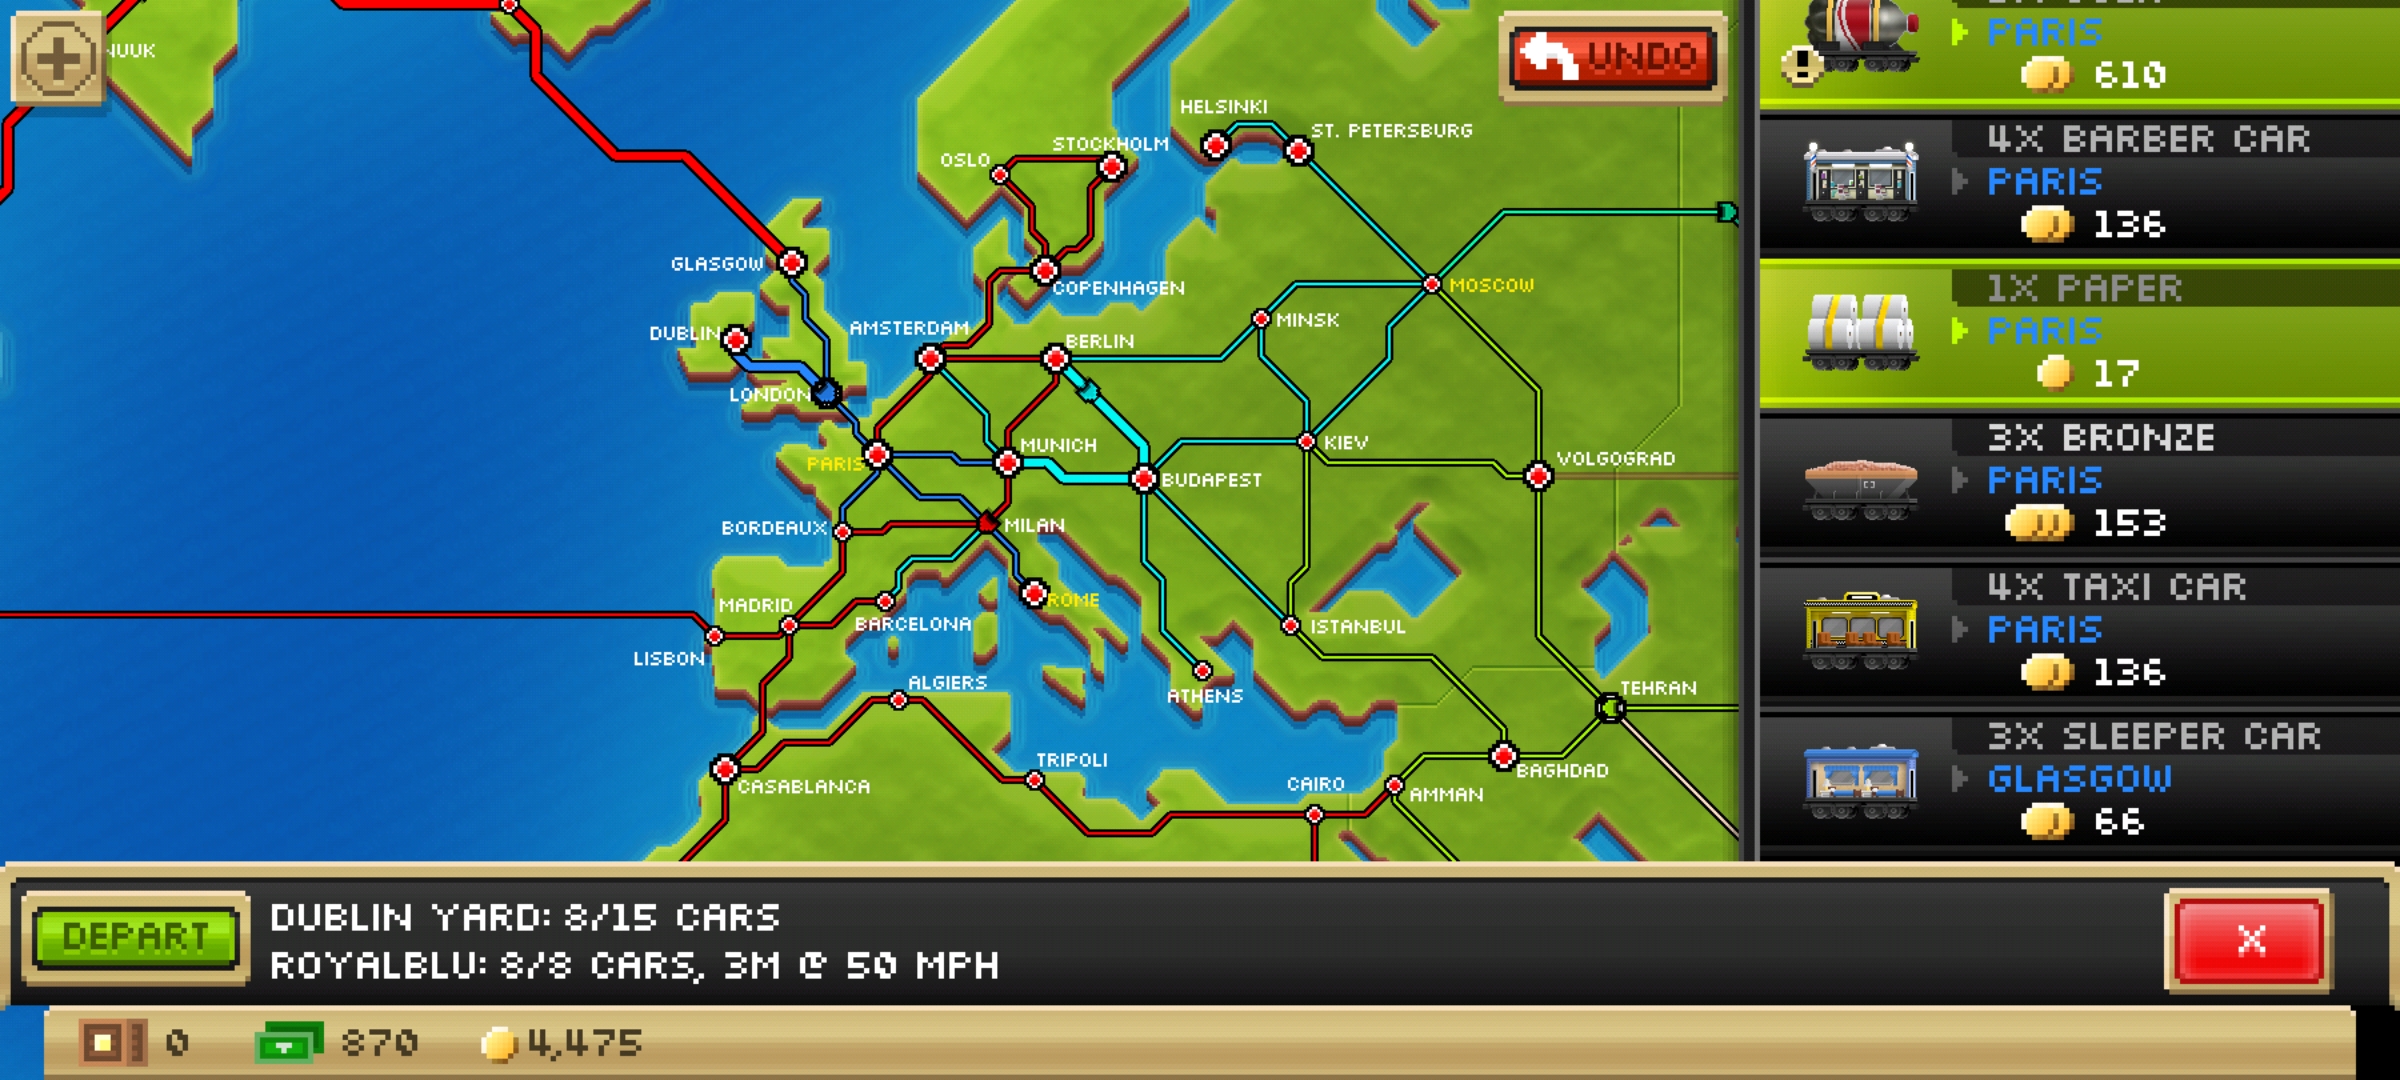 NUUK
UNDO
HELSINKI
ST. PETERSBURG
STOCKHOLM
OSLO
GLASGOW
COPENHAGEN
MOSCOW
DUBLIN
AMSTERDAM
BERLIN
MINSK
LONDON
MUNICH
KIEV
VOLGOGRAD
PARIS
BUDAPEST
BORDEAUX
MILAN
MADRID
ROME
BARCELONA
ISTANBUL
LISBON
ALGIERS
ATHENS
TEHRAN
TRIPOLI
BAGHDAD
CASABLANCA
CAIRO
AMMAN
PARIS
610
4X BARBER CAR
PARIS
136
1X PAPER
PARIS
17
3X BRONZE
PARIS
153
4X TAXI CAR
PARIS
136
3X SLEEPER CAR
GLASGOW
66
DEPART
DUBLIN YARD: 8/15 CARS
ROYALBLU: 8/8 CARS, 3M @ 50 MPH
X
0 870 4,475